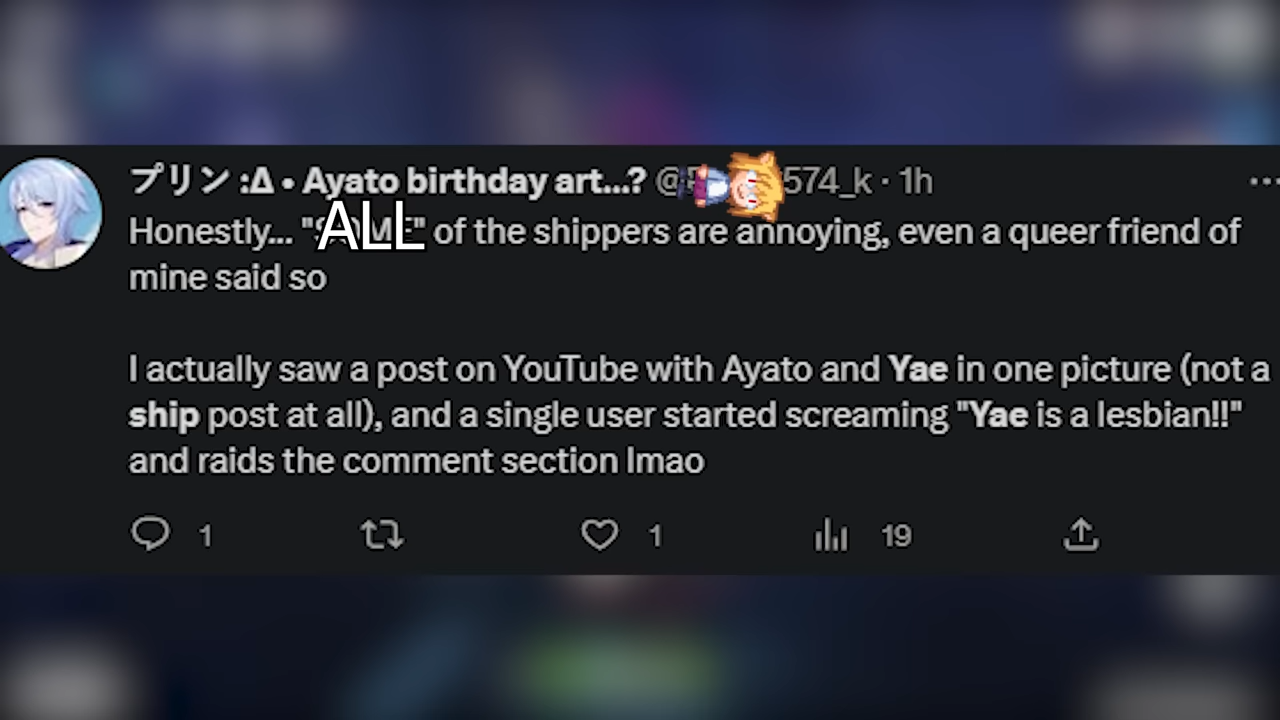 プリン :Δ • Ayato birthday art...? @ 574_k · 1h
Honestly... "ALL" of the shippers are annoying, even a queer friend of
mine said so
I actually saw a post on YouTube with Ayato and Yae in one picture (not a
ship post at all), and a single user started screaming "Yae is a lesbian!!"
and raids the comment section lmao
1 1 19